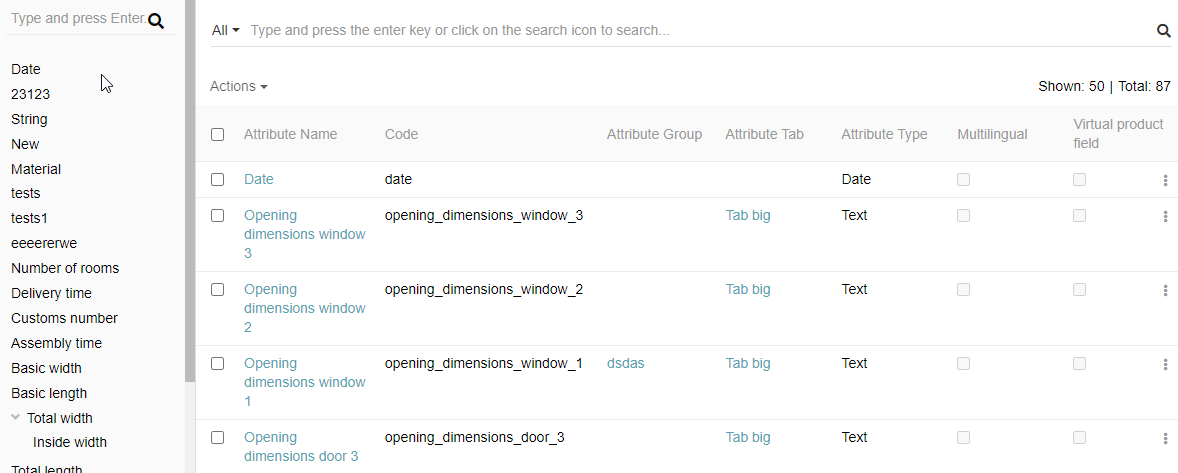 Type and press Enter.
Date
23123
String
New
Material
tests
tests1
eeeererwe
Number of rooms
Delivery time
Customs number
Assembly time
Basic width
Basic length
Total width
Inside width
Total length
All Type and press the enter key or click on the search icon to search...
Actions Shown: 50 | Total: 87
Attribute Name Code Attribute Group Attribute Tab Attribute Type Multilingual Virtual product
field
Date date Date
Opening opening_dimensions_window_3 Tab big Text
dimensions window
3
Opening opening_dimensions_window_2 Tab big Text
dimensions window
2
Opening opening_dimensions_window_1 dsdas Tab big Text
dimensions window
1
Opening opening_dimensions_door_3 Tab big Text
dimensions door 3